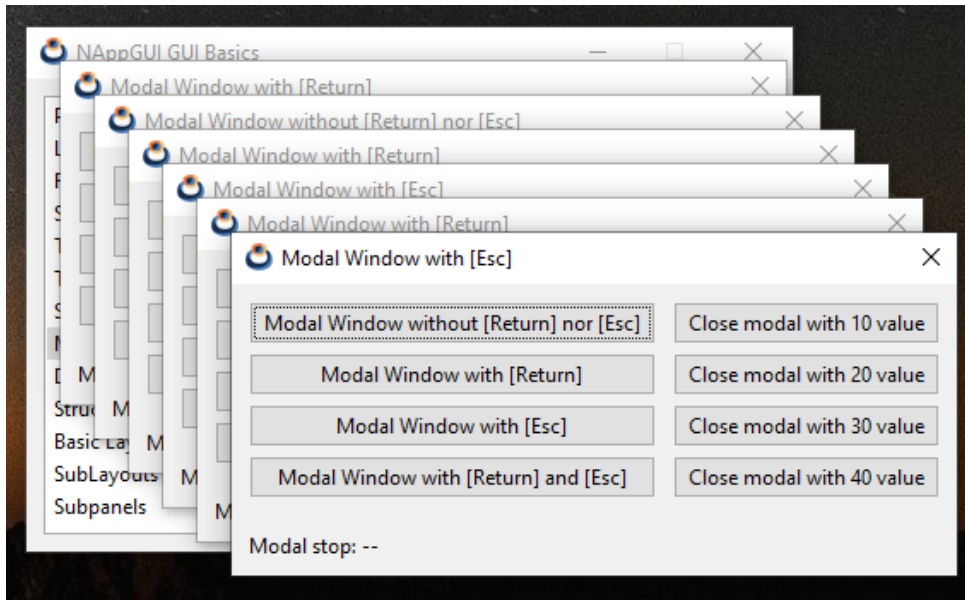 NAppGUI GUI Basics
Modal Window with [Return]
Modal Window without [Return] nor [Esc]
Modal Window with [Return]
Modal Window with [Esc]
Modal Window with [Return]
Modal Window with [Esc]
Modal Window without [Return] nor [Esc]
Close modal with 10 value
Modal Window with [Return]
Close modal with 20 value
Modal Window with [Esc]
Close modal with 30 value
Modal Window with [Return] and [Esc]
Close modal with 40 value
Modal stop: --
SubLayouts
Subpanels